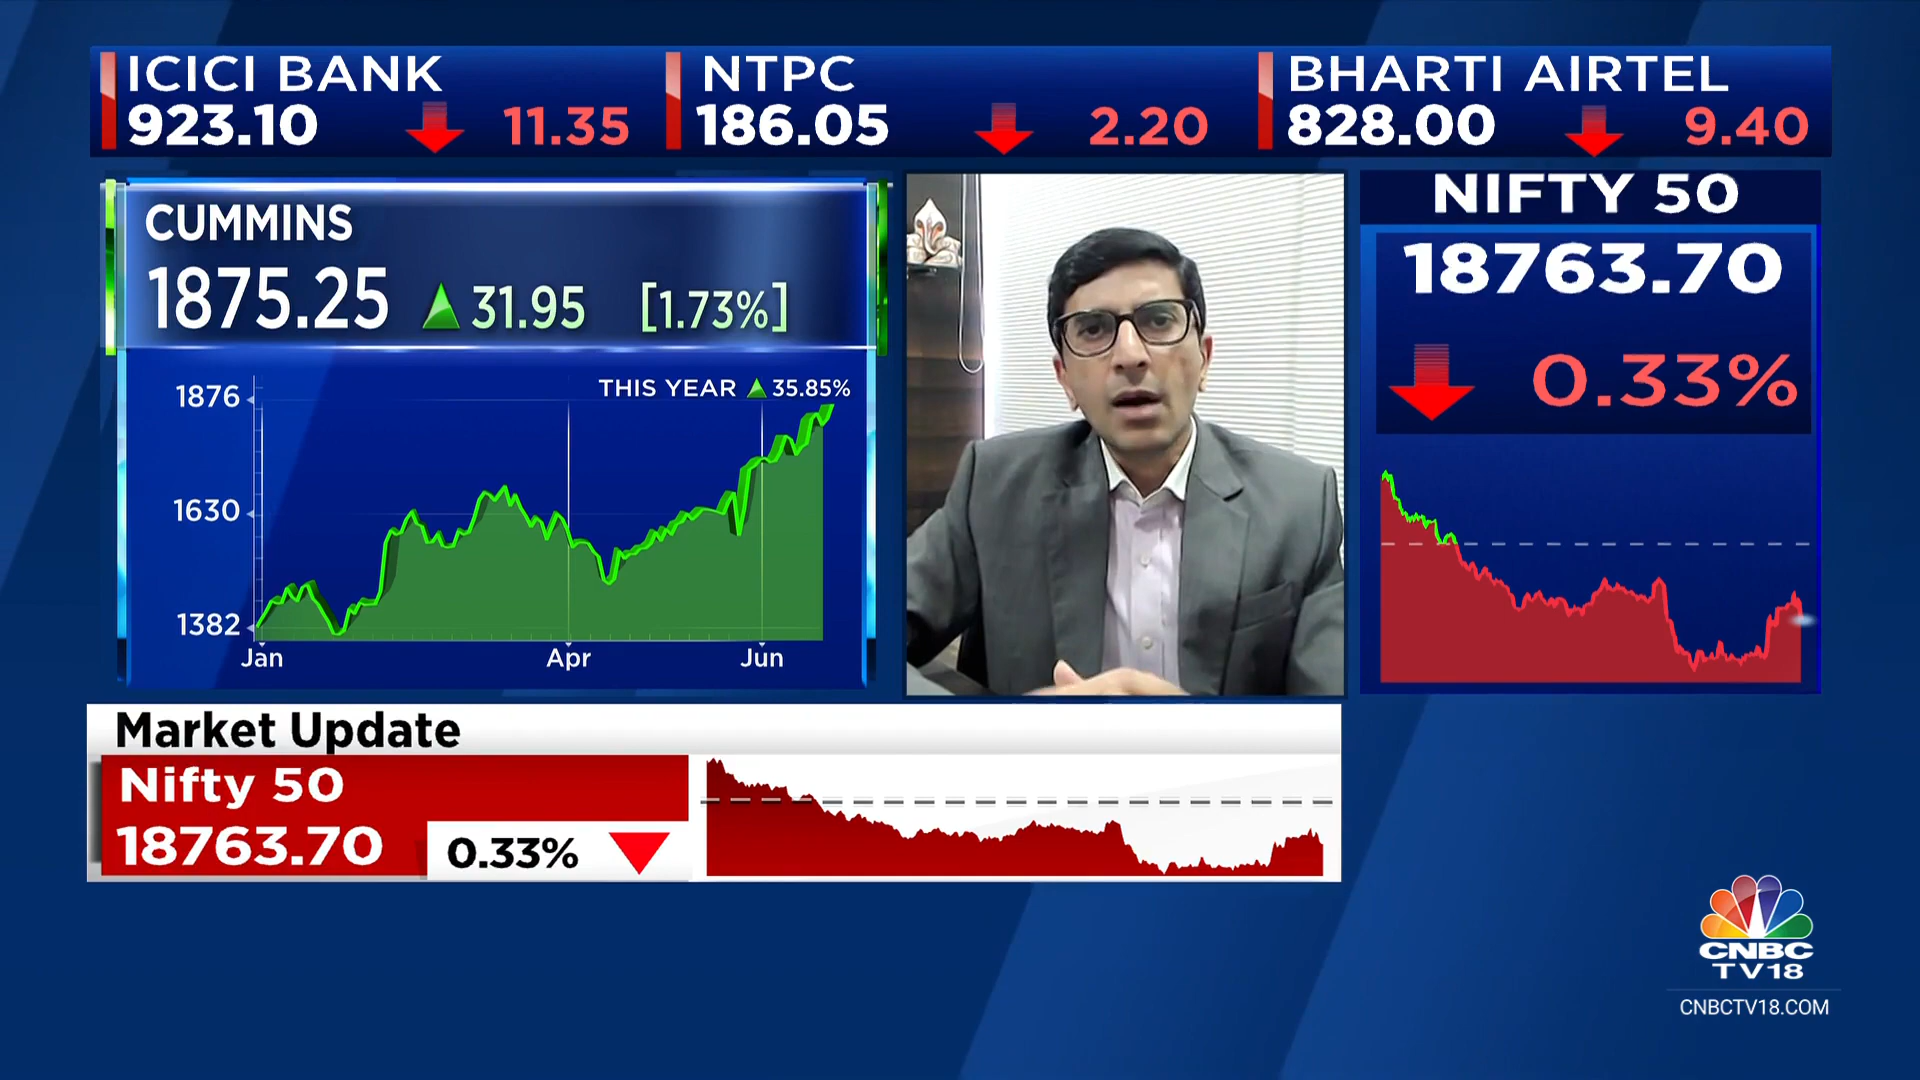 ICICI BANK
923.10 11.35
NTPC
186.05 2.20
BHARTI AIRTEL
828.00 9.40
CUMMINS
1875.25 31.95 [1.73%]
THIS YEAR 35.85%
1876
1630
1382
Jan Apr Jun
NIFTY 50
18763.70
0.33%
Market Update
Nifty 50
18763.70 0.33%
CNBC
TV18
CNBCTV18.COM